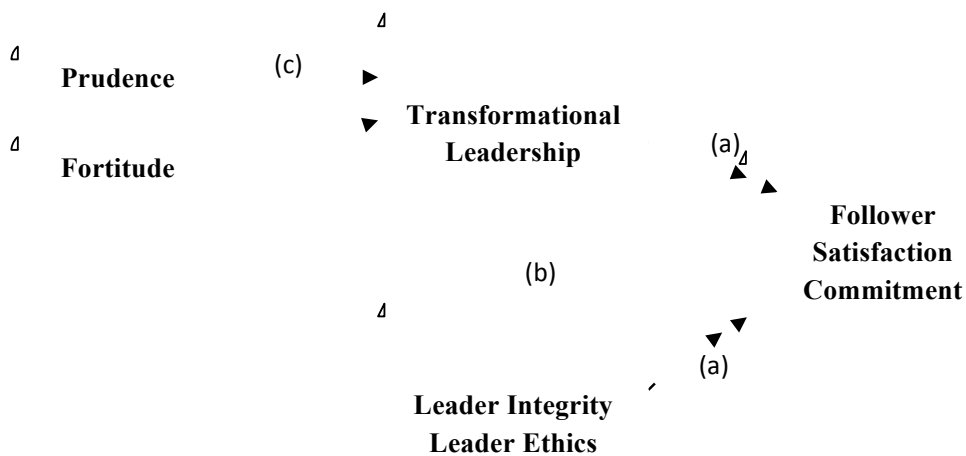 Prudence
(c)
Transformational
Leadership
Fortitude
(a)
Follower
Satisfaction
Commitment
(b)
(a)
Leader Integrity
Leader Ethics